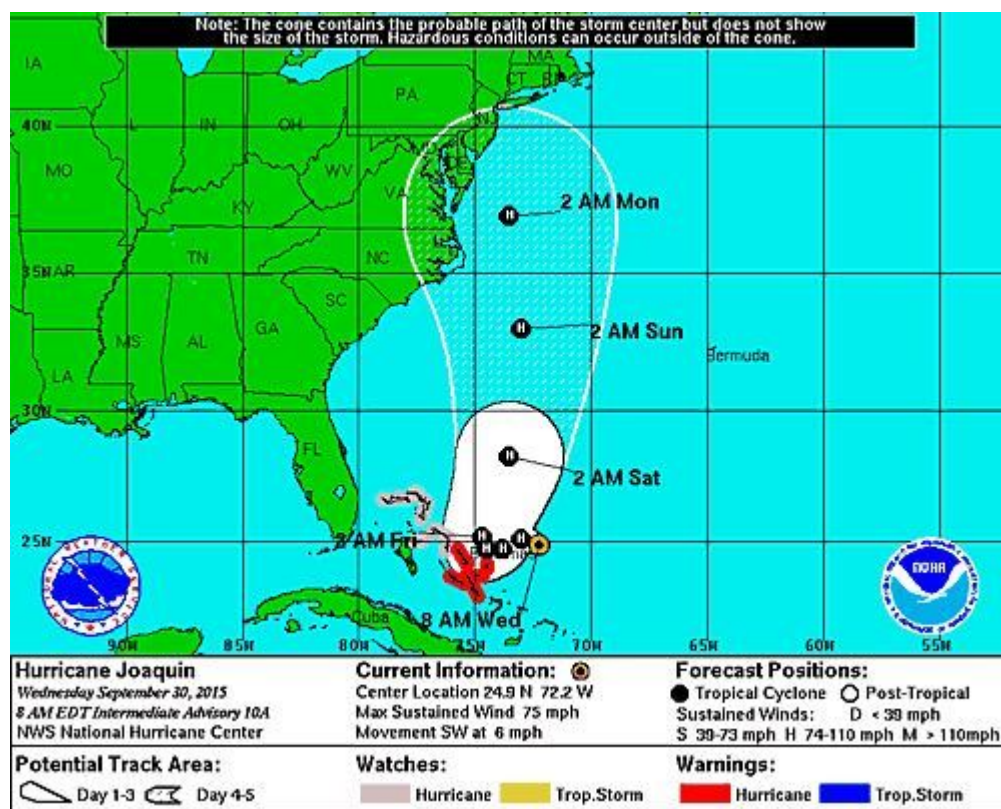 Note: The cone contains the probable path of the storm center but does not show
the size of the storm. Hazardous conditions can occur outside of the cone.
IA
IL
IN
OH
PA
NJ
CT
RI
MA
MO
KY
WV
VA
MD
DE
AR
TN
NC
MS
AL
GA
SC
LA
FL
40N
35N
30N
25N
2 AM Mon
2 AM Sun
Bermuda
2 AM Sat
2 AM Fri
8 AM Wed
Cuba
NOAA
90W
85W
80W
75W
70W
65W
60W
55W
Hurricane Joaquin
Wednesday September 30, 2015
8 AM EDT Intermediate Advisory 10A
NWS National Hurricane Center
Current Information:
Center Location 24.9 N 72.2 W
Max Sustained Wind 75 mph
Movement SW at 6 mph
Forecast Positions:
Tropical Cyclone Post-Tropical
Sustained Winds: D < 39 mph
S 39-73 mph H 74-110 mph M > 110mph
Potential Track Area:
Day 1-3 Day 4-5
Watches:
Hurricane Trop.Storm
Warnings:
Hurricane Trop.Storm